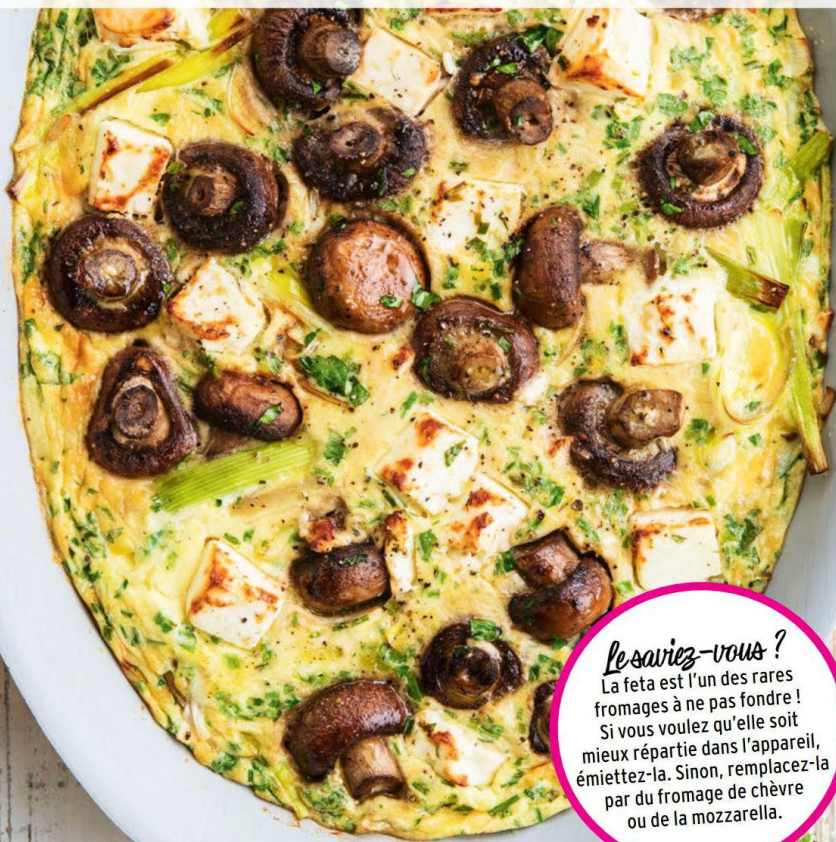 Le saviez-vous ?
La feta est l'un des rares
fromages à ne pas fondre !
Si vous voulez qu'elle soit
mieux répartie dans l'appareil,
émiettez-la. Sinon, remplacez-la
par du fromage de chèvre
ou de la mozzarella.